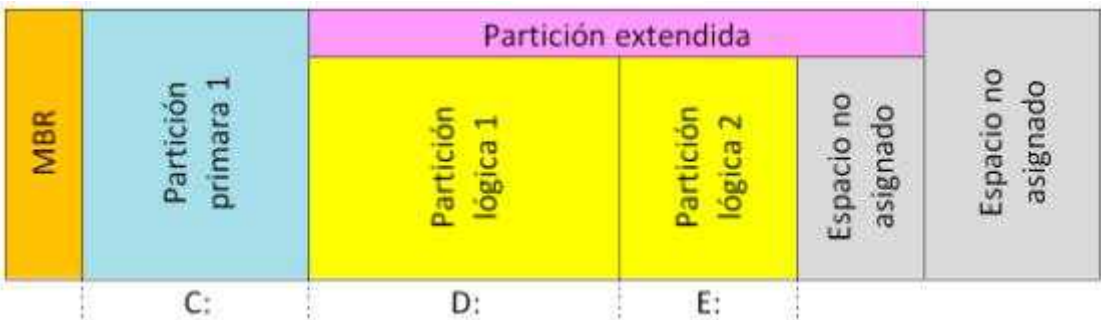 MBR
Partición
primara 1
Partición extendida
Partición
lógica 1
Partición
lógica 2
Espacio no
asignado
Espacio no
asignado
C:
D:
E: